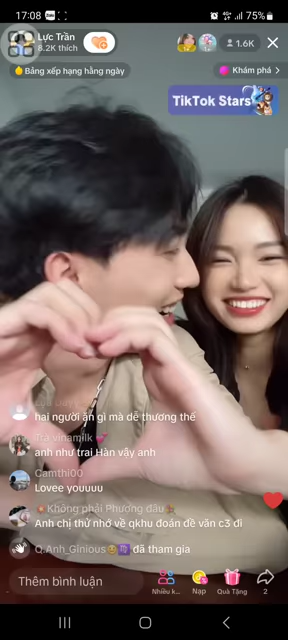 17:08
75%
Lực Trần
8.2K thích
1.6K
Bảng xếp hạng hằng ngày
Khám phá >
TikTok Stars
hai người ăn gì mà dễ thương thế
Trà vinamilk
anh như trai Hàn vậy anh
Camthi00
Lovee youuuu
Không phải Phương đâu
Anh chị thử nhớ về qkhu đoán đề văn c3 đi
Q.Anh_Ginious đã tham gia
Thêm bình luận
Nhiều k...
Nạp
Quà Tặng
2